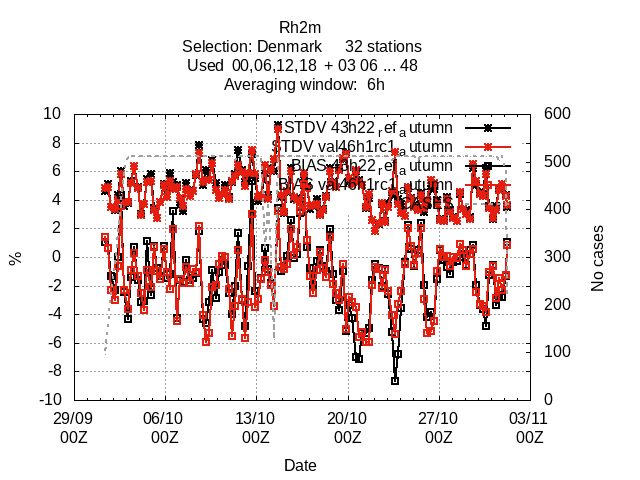 Rh2m
Selection: Denmark 32 stations
Used 00,06,12,18 + 03 06 ... 48
Averaging window: 6h
10
8
6
4
2
0
-2
-4
-6
-8
-10
%
600
500
400
300
200
100
0
No cases
STDV 43h22_ref_autumn
STDV val46h1rc1_autumn
BIAS 43h22_ref_autumn
BIAS val46h1rc1_autumn
CASES
29/09 06/10 13/10 20/10 27/10 03/11
00Z 00Z 00Z 00Z 00Z 00Z
Date